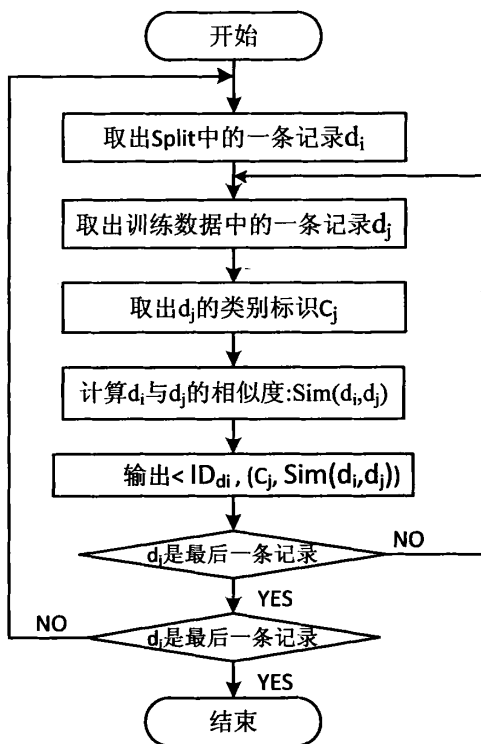 开始
取出Split中的一条记录di
取出训练数据中的一条记录dj
取出dj的类别标识Cj
计算di与dj的相似度:Sim(di,dj)
输出< IDdi , (Cj, Sim(di,dj))
dj是最后一条记录
NO
YES
di是最后一条记录
NO
YES
结束